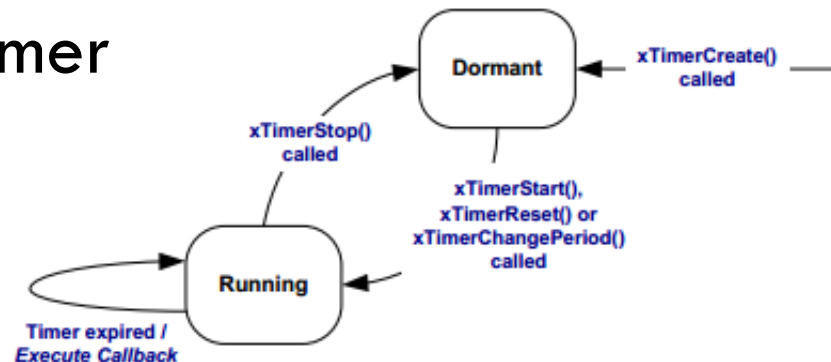 mer
Dormant
xTimerCreate()
called
xTimerStop()
called
xTimerStart(),
xTimerReset() or
xTimerChangePeriod()
called
Running
Timer expired /
Execute Callback